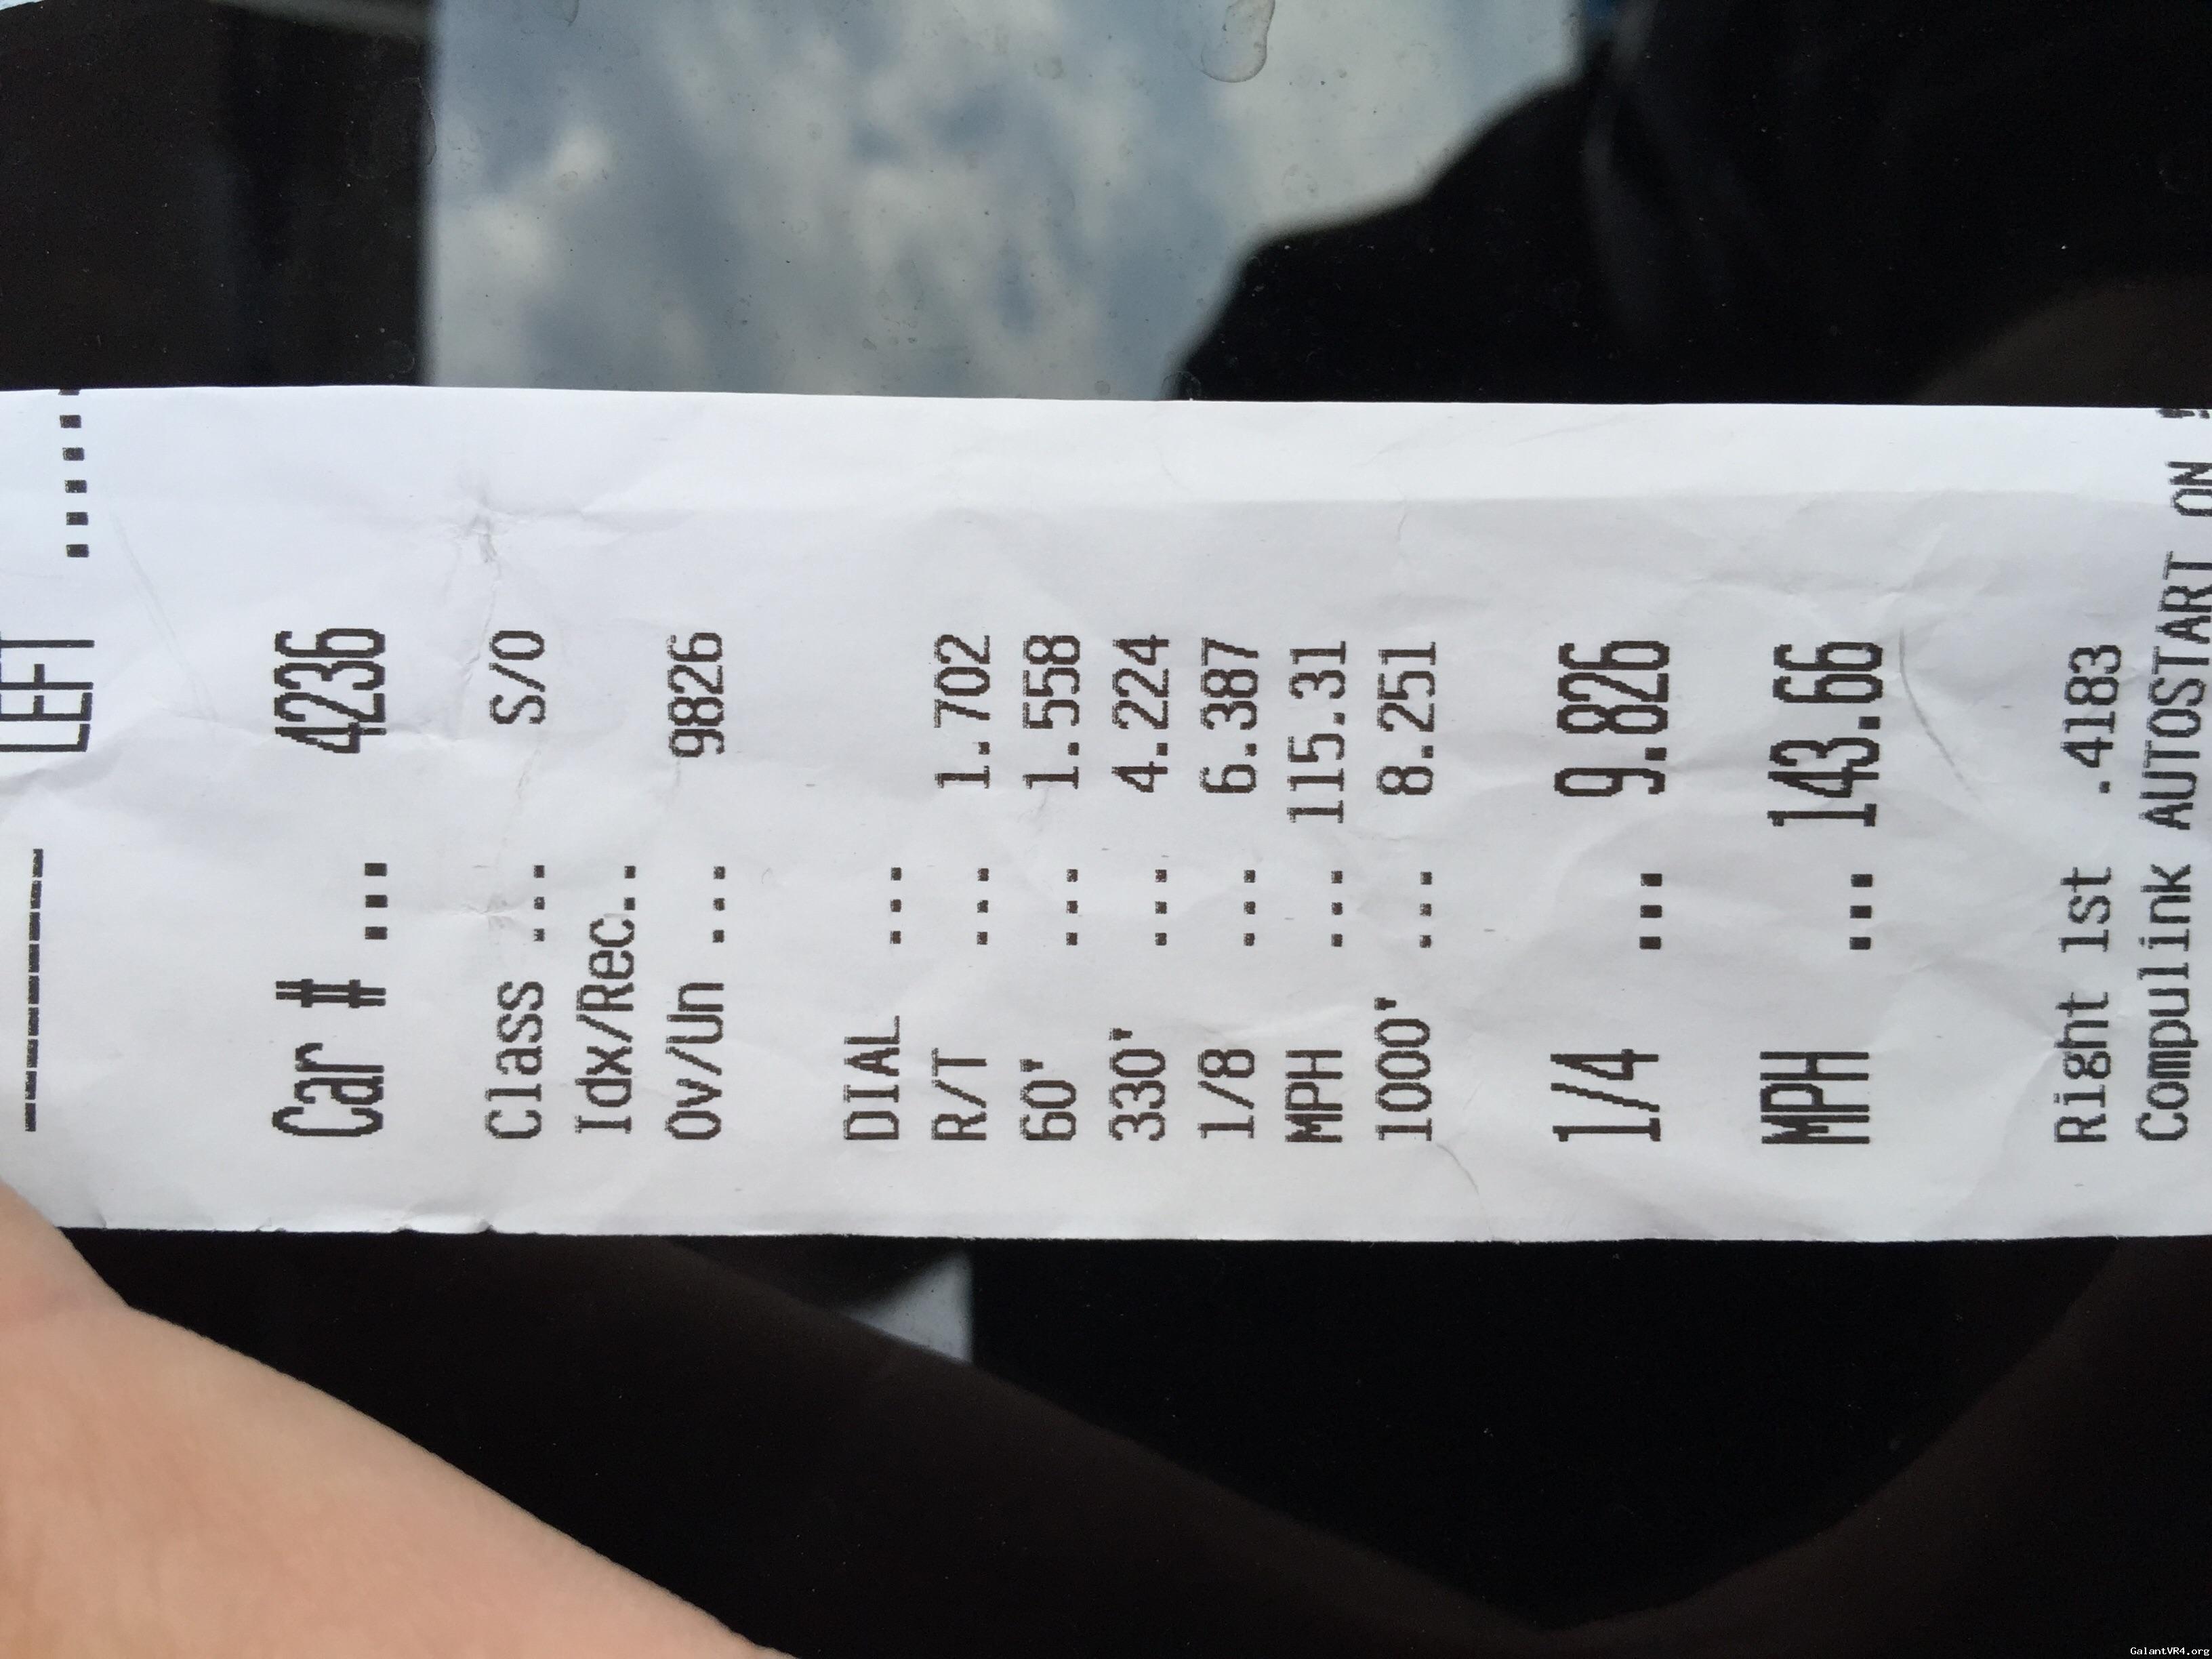 LEFT
Car # ... 4236
Class ... S/O
Idx/Rec..
Ov/Un ... 9826
DIAL ...
R/T ... 1.702
60' ... 1.558
330' ... 4.224
1/8 ... 6.387
MPH ... 115.31
1000' ... 8.251
1/4 ... 9.826
MPH ... 143.66
Right 1st .4183
Compulink AUTOSTART ON
GalantVR4.org